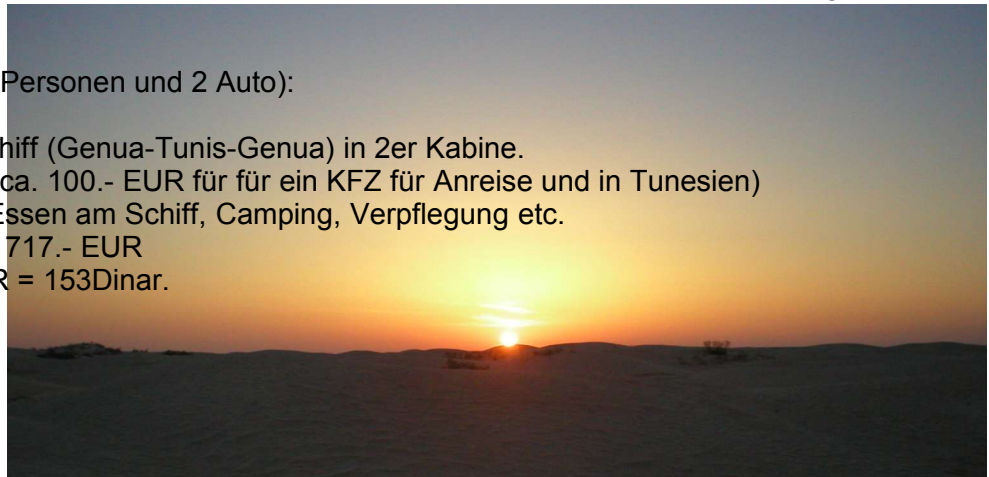 Personen und 2 Auto):
(Genua-Tunis-Genua) in 2er Kabine.
ca. 100.- EUR für für ein KFZ für Anreise und in Tunesien)
Essen am Schiff, Camping, Verpflegung etc.
717.- EUR
= 153Dinar.